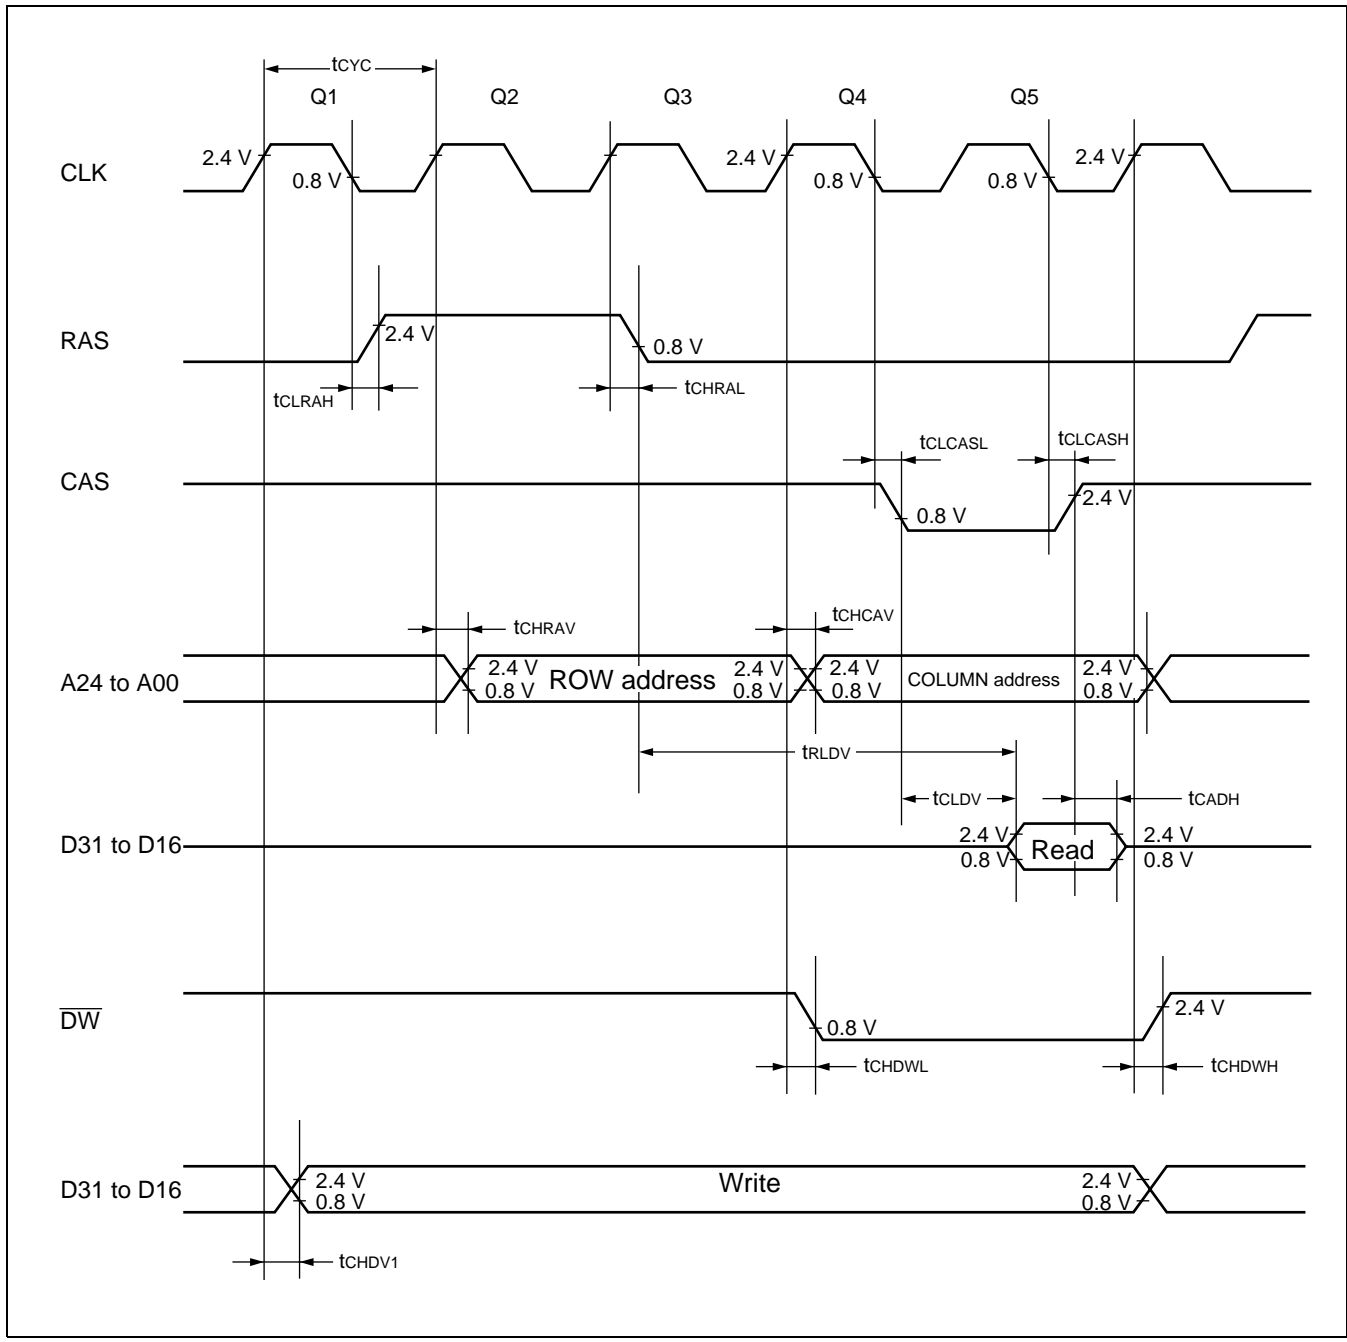 tCYC
Q1 Q2 Q3 Q4 Q5
CLK
2.4 V 0.8 V 2.4 V 0.8 V 0.8 V 2.4 V
RAS
2.4 V 0.8 V
tCLRAH tCHRAL
tCLCASL tCLCASH
CAS
0.8 V 2.4 V
tCHRAV tCHCAV
A24 to A00
2.4 V ROW address 2.4 V 2.4 V COLUMN address 2.4 V
0.8 V 0.8 V 0.8 V 0.8 V
tRLDV
tCLDV tCADH
D31 to D16
2.4 V Read 2.4 V
0.8 V 0.8 V
DW
0.8 V 2.4 V
tCHDWL tCHDWH
D31 to D16
2.4 V Write 2.4 V
0.8 V 0.8 V
tCHDV1